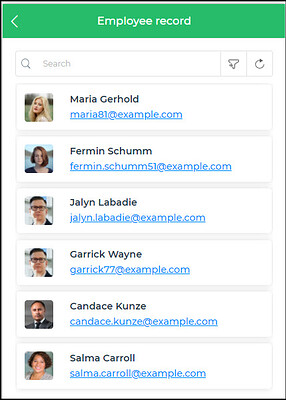 Employee record
Search
Maria Gerhold
maria81@example.com
Fermin Schumm
fermin.schumm51@example.com
Jalyn Labadie
jalyn.labadie@example.com
Garrick Wayne
garrick77@example.com
Candace Kunze
candace.kunze@example.com
Salma Carroll
salma.carroll@example.com